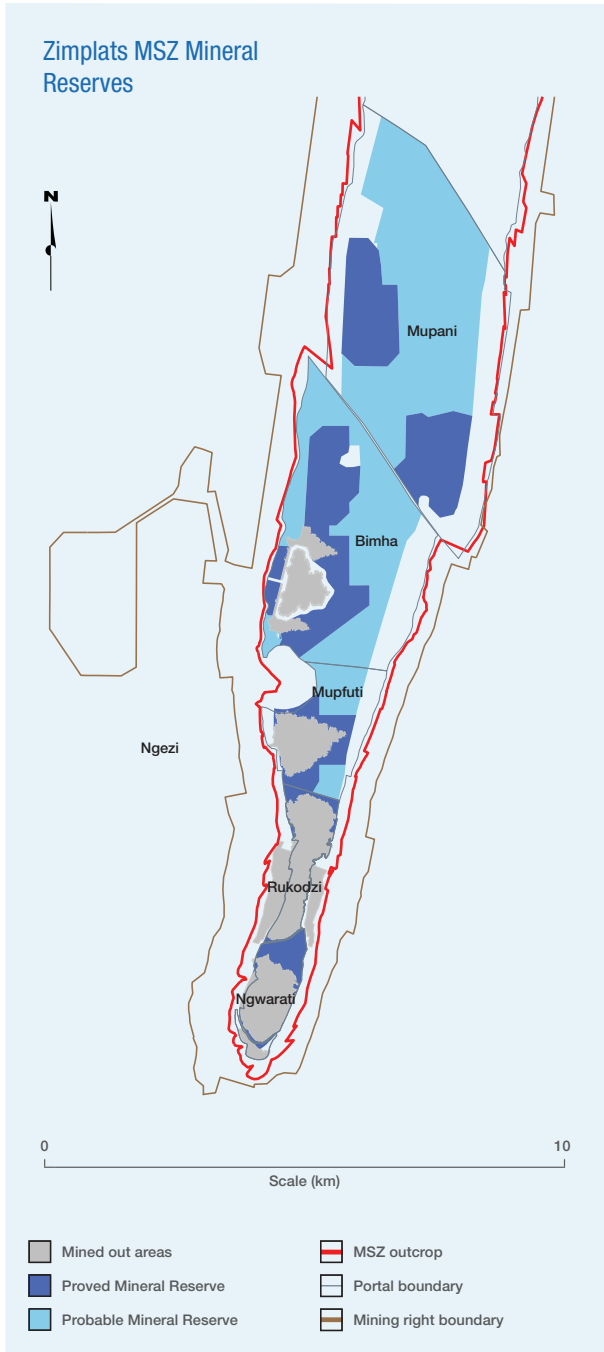 Zimplats MSZ Mineral
Reserves
N
Mupani
Bimha
Mupfuti
Ngezi
Rukodzi
Ngwarati
0 10
Scale (km)
Mined out areas
Proved Mineral Reserve
Probable Mineral Reserve
MSZ outcrop
Portal boundary
Mining right boundary